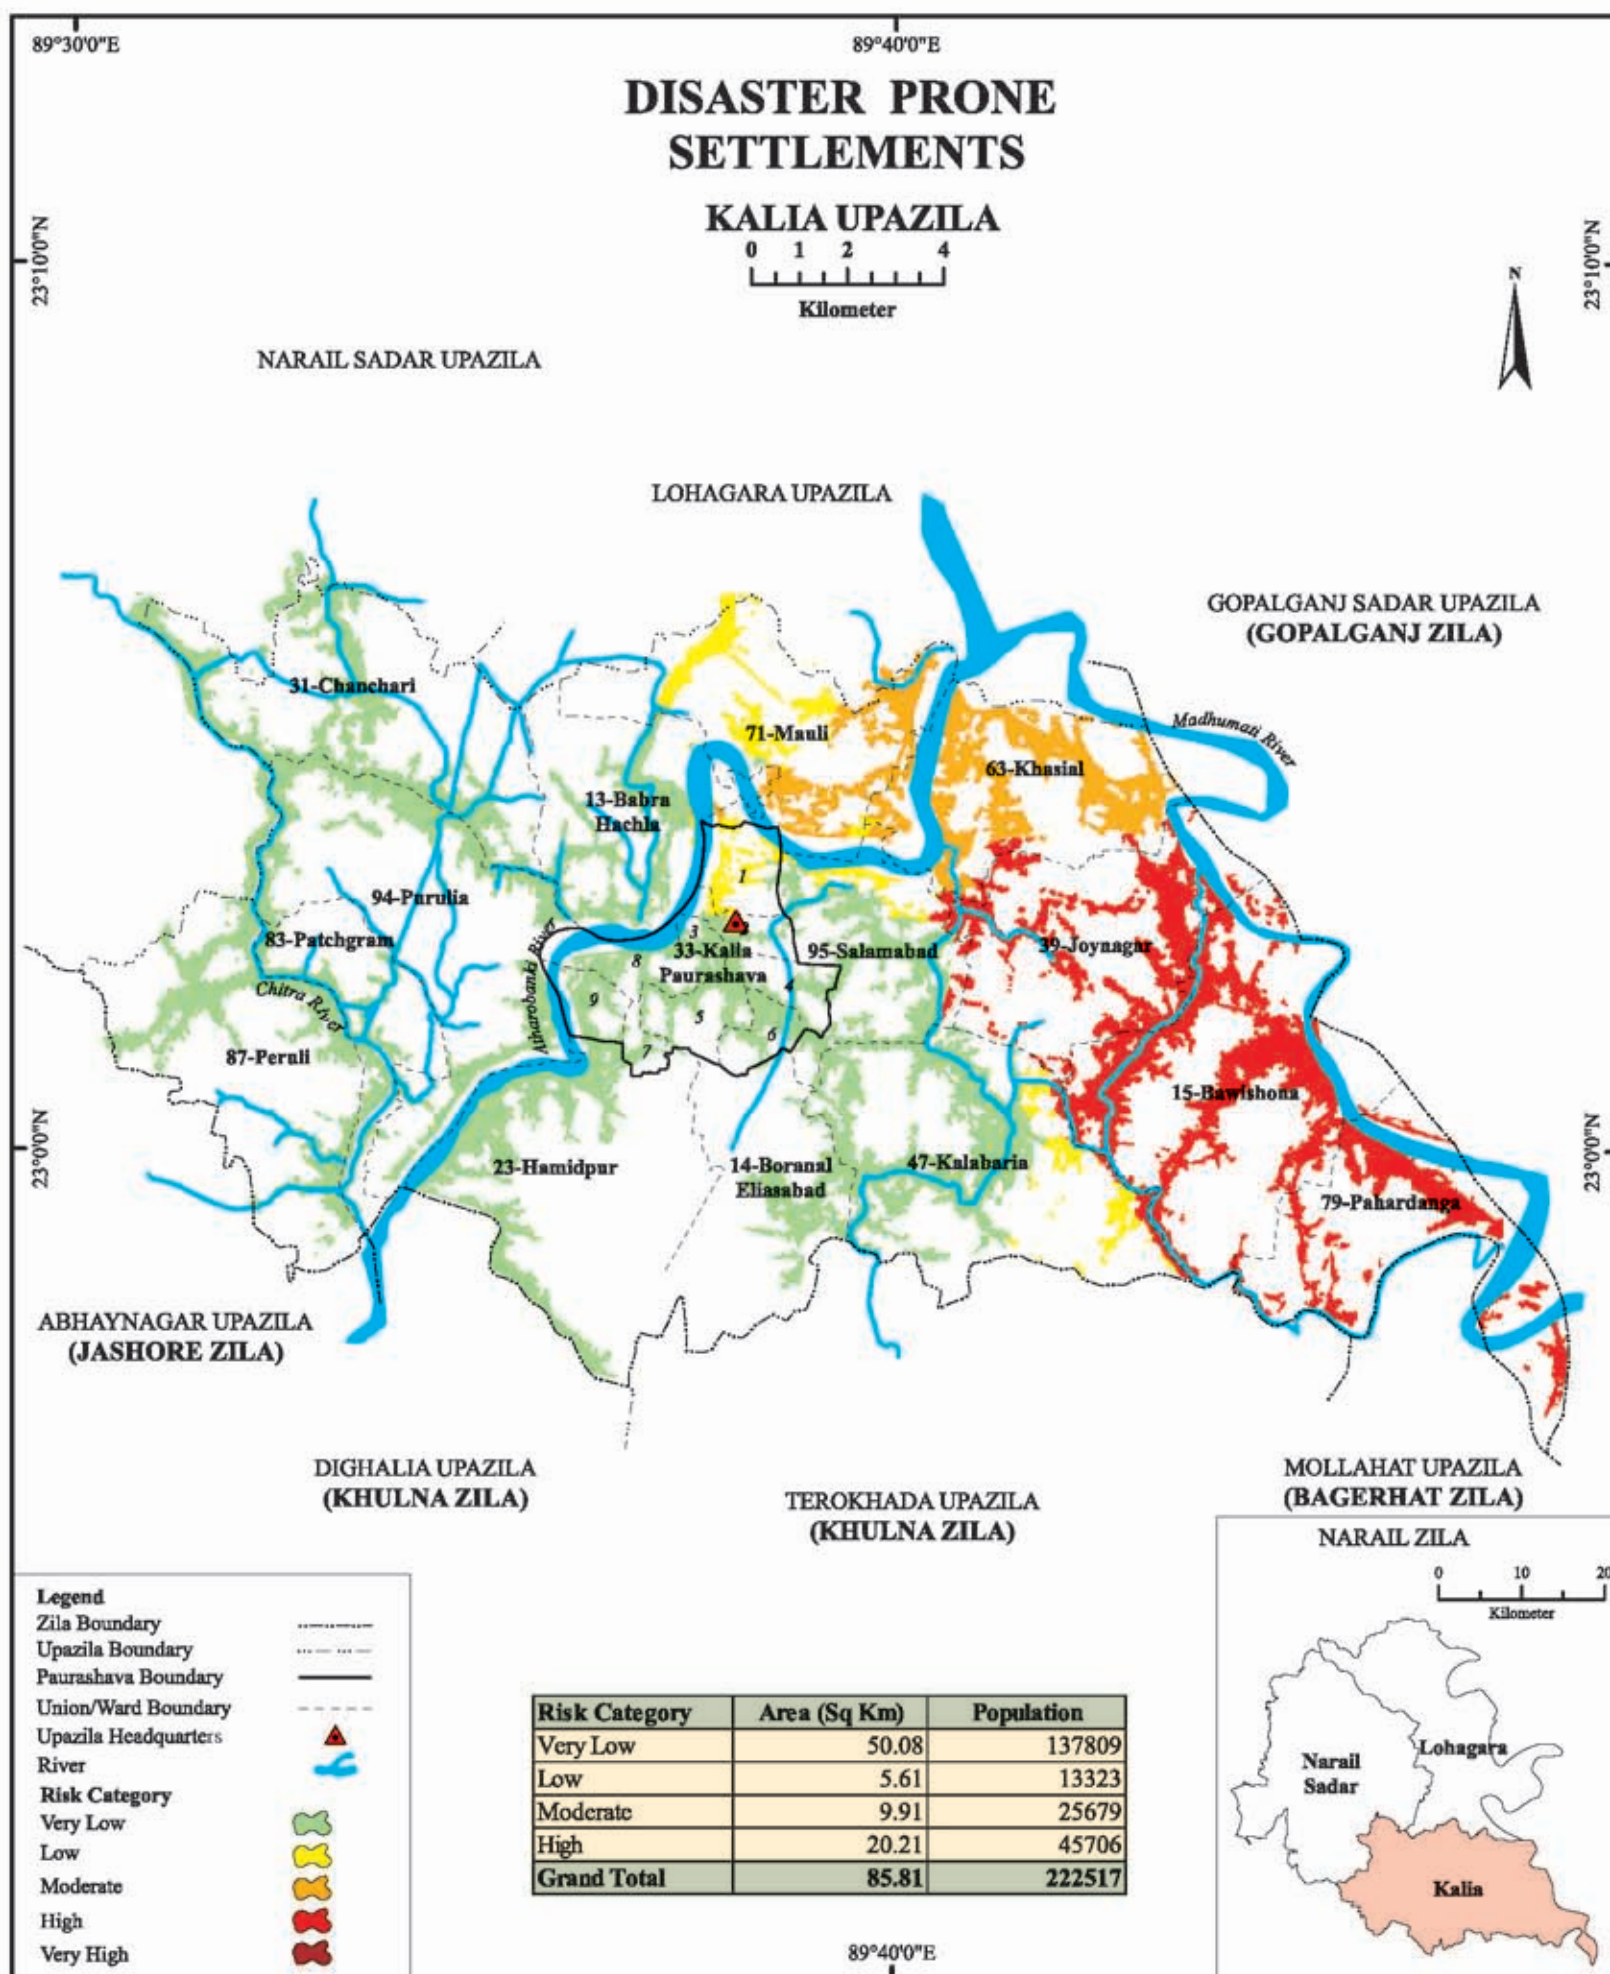 89°30'0"E
89°40'0"E
DISASTER PRONE
SETTLEMENTS
KALIA UPAZILA
0 1 2 4
Kilometer
23°10'0"N
23°10'0"N
N
NARAIL SADAR UPAZILA
LOHAGARA UPAZILA
GOPALGANJ SADAR UPAZILA
(GOPALGANJ ZILA)
31-Chanchari
71-Mauli
Madhumati River
63-Khasial
13-Babra
Hachla
1
94-Purulia
83-Patchgram
3
2
33-Kalia
Paurashava
95-Salamabad
39-Joynagar
8
Atharobanki River
Chitra River
9
4
5
6
7
87-Peruli
15-Bawishona
23°0'0"N
23°0'0"N
23-Hamidpur
14-Boranal
Eliasabad
47-Kalabaria
79-Pahardanga
ABHAYNAGAR UPAZILA
(JASHORE ZILA)
DIGHALIA UPAZILA
(KHULNA ZILA)
TEROKHADA UPAZILA
(KHULNA ZILA)
MOLLAHAT UPAZILA
(BAGERHAT ZILA)
Legend
Zila Boundary
Upazila Boundary
Paurashava Boundary
Union/Ward Boundary
Upazila Headquarters
River
Risk Category
Very Low
Low
Moderate
High
Very High
Risk Category Area (Sq Km) Population
Very Low 50.08 137809
Low 5.61 13323
Moderate 9.91 25679
High 20.21 45706
Grand Total 85.81 222517
89°40'0"E
NARAIL ZILA
0 10 20
Kilometer
Narail
Sadar
Lohagara
Kalia